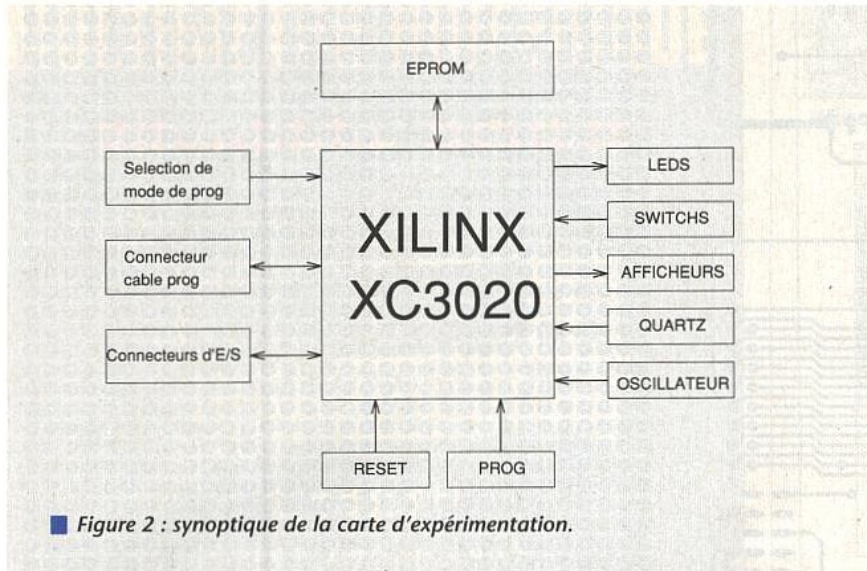 EPROM
Selection de
mode de prog
Connecteur
cable prog
Connecteurs d'E/S
XILINX
XC3020
LEDS
SWITCHS
AFFICHEURS
QUARTZ
OSCILLATEUR
RESET
PROG
Figure 2 : synoptique de la carte d'expérimentation.